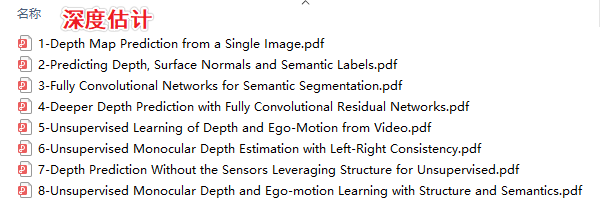 名称 深度估计
1-Depth Map Prediction from a Single Image.pdf
2-Predicting Depth, Surface Normals and Semantic Labels.pdf
3-Fully Convolutional Networks for Semantic Segmentation.pdf
4-Deeper Depth Prediction with Fully Convolutional Residual Networks.pdf
5-Unsupervised Learning of Depth and Ego-Motion from Video.pdf
6-Unsupervised Monocular Depth Estimation with Left-Right Consistency.pdf
7-Depth Prediction Without the Sensors Leveraging Structure for Unsupervised.pdf
8-Unsupervised Monocular Depth and Ego-motion Learning with Structure and Semantics.pdf